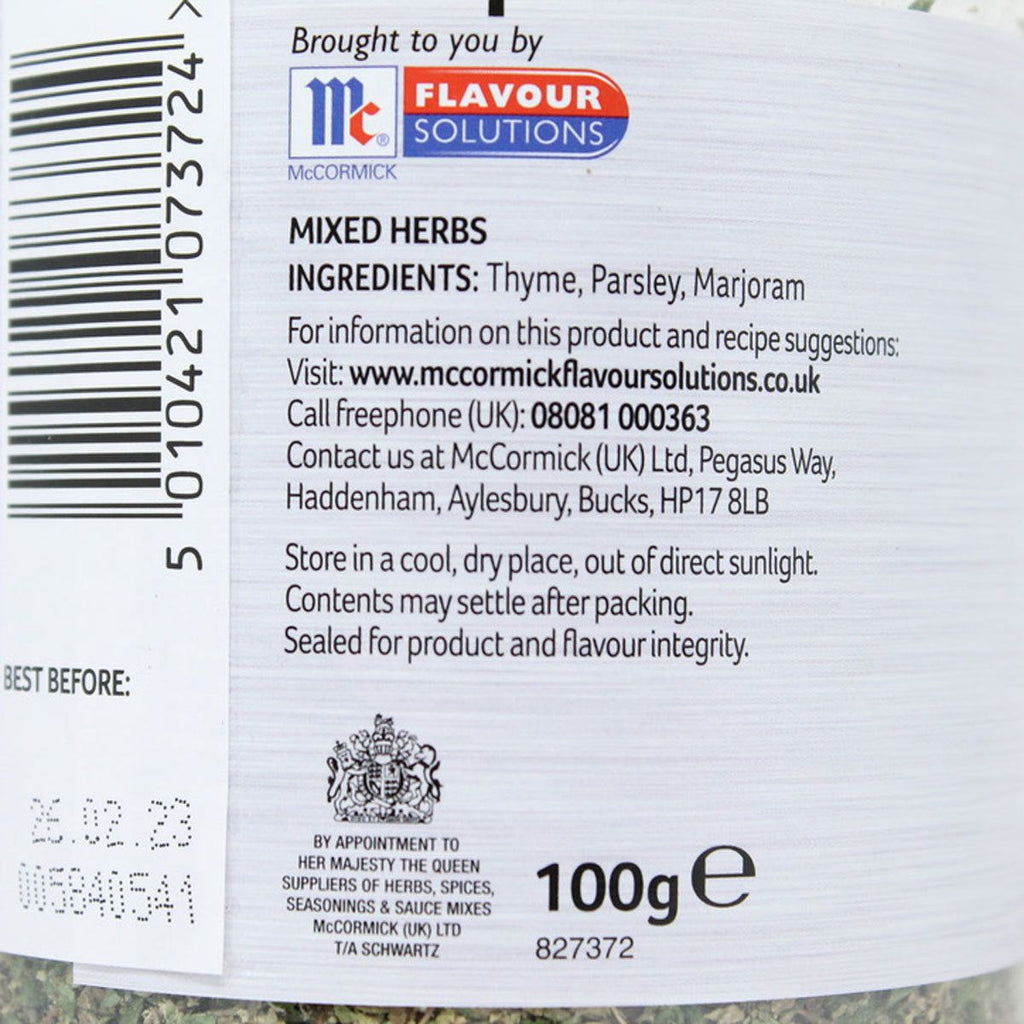 Brought to you by
Mc®
FLAVOUR
SOLUTIONS
McCORMICK
MIXED HERBS
INGREDIENTS: Thyme, Parsley, Marjoram
For information on this product and recipe suggestions:
Visit: www.mccormickflavoursolutions.co.uk
Call freephone (UK): 08081 000363
Contact us at McCormick (UK) Ltd, Pegasus Way,
Haddenham, Aylesbury, Bucks, HP17 8LB
Store in a cool, dry place, out of direct sunlight.
Contents may settle after packing.
Sealed for product and flavour integrity.
BY APPOINTMENT TO
HER MAJESTY THE QUEEN
SUPPLIERS OF HERBS, SPICES,
SEASONINGS & SAUCE MIXES
McCORMICK (UK) LTD
T/A SCHWARTZ
100g ℮
827372
5 010421 073724 >
BEST BEFORE:
26.02.23